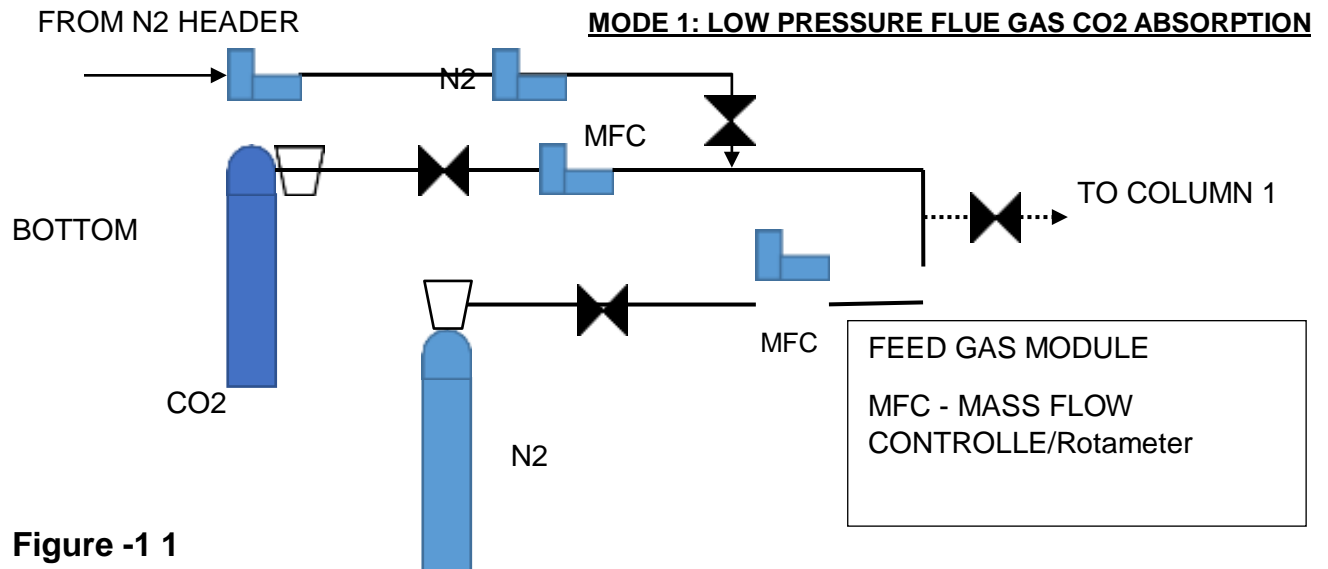 FROM N2 HEADER
MODE 1: LOW PRESSURE FLUE GAS CO2 ABSORPTION
N2
MFC
TO COLUMN 1
BOTTOM
MFC
FEED GAS MODULE
MFC - MASS FLOW
CONTROLLE/Rotameter
CO2
N2
Figure -1 1